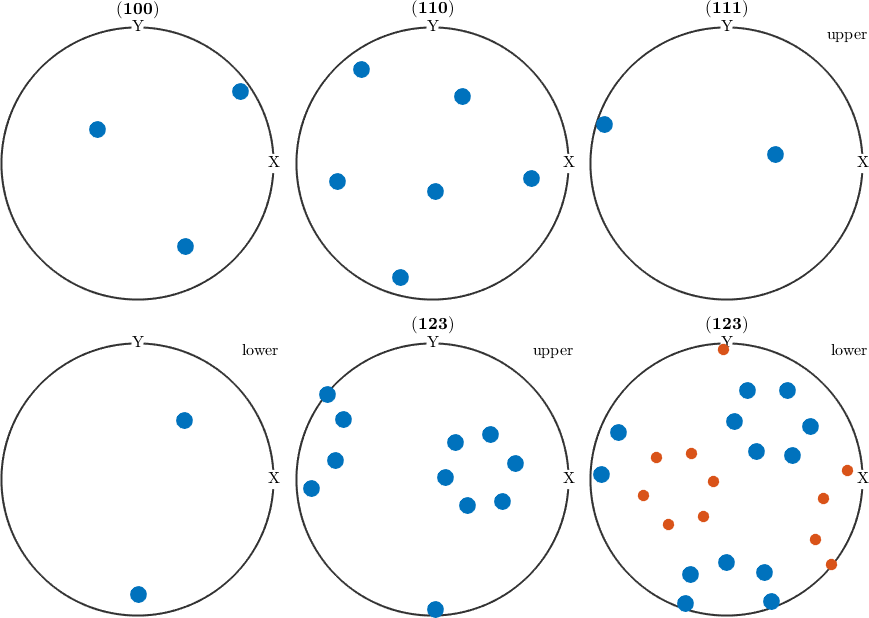 (100)
Y
X
(110)
Y
X
(111)
Y
X
upper
Y
X
lower
(123)
Y
X
upper
(123)
Y
X
lower